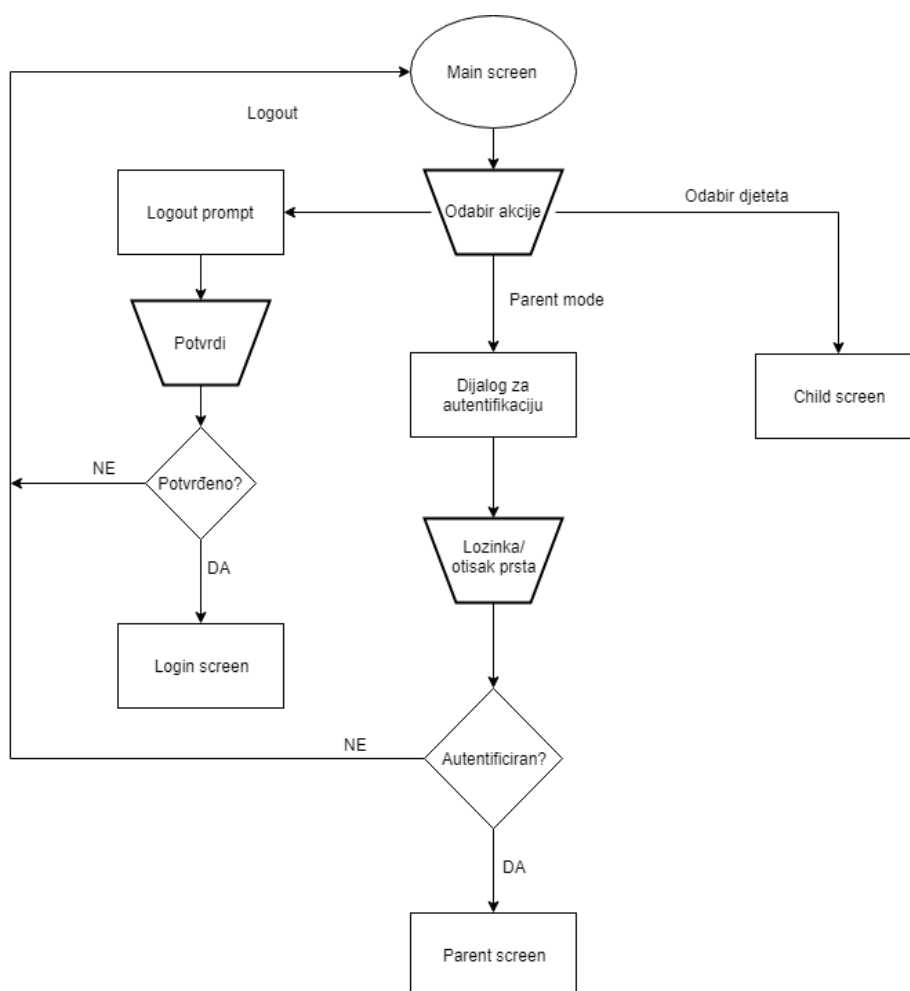 Main screen
Logout
Odabir djeteta
Logout prompt
Odabir akcije
Parent mode
Potvrdi
Dijalog za
autentifikaciju
Child screen
NE
Potvrđeno?
Lozinka/
otisak prsta
DA
Login screen
NE
Autentificiran?
DA
Parent screen